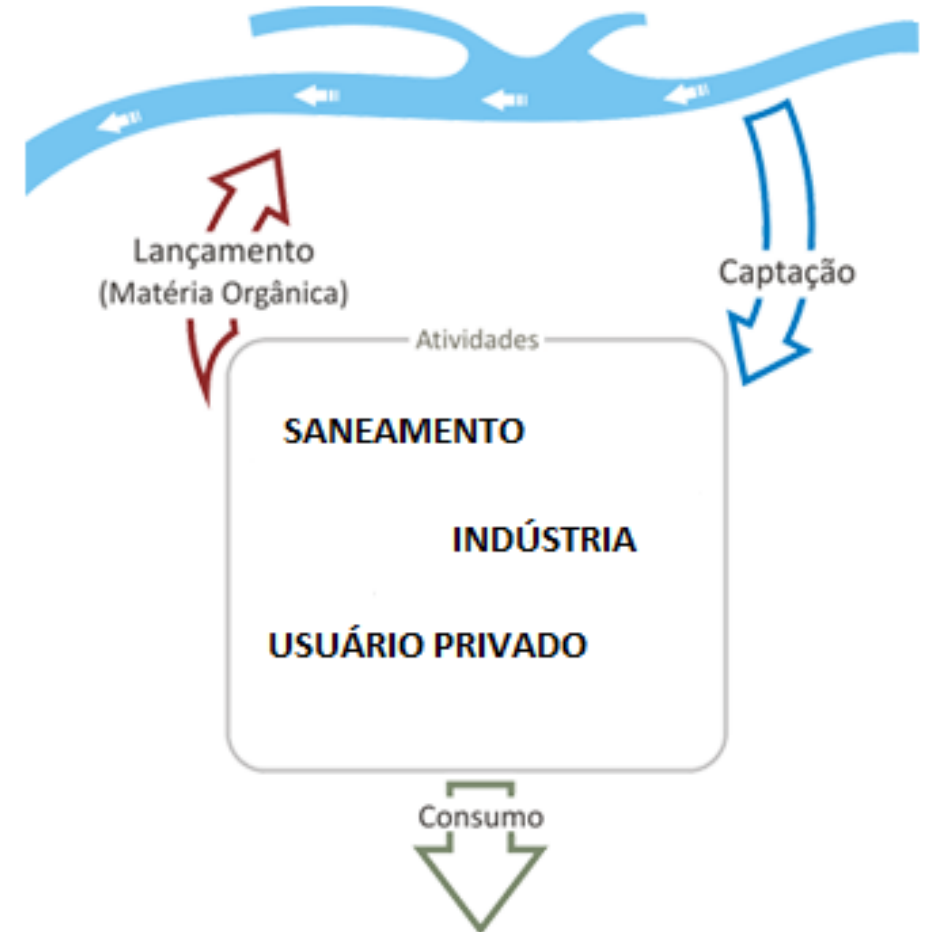 Lançamento
(Matéria Orgânica)
Captação
Atividades
SANEAMENTO
INDÚSTRIA
USUÁRIO PRIVADO
Consumo